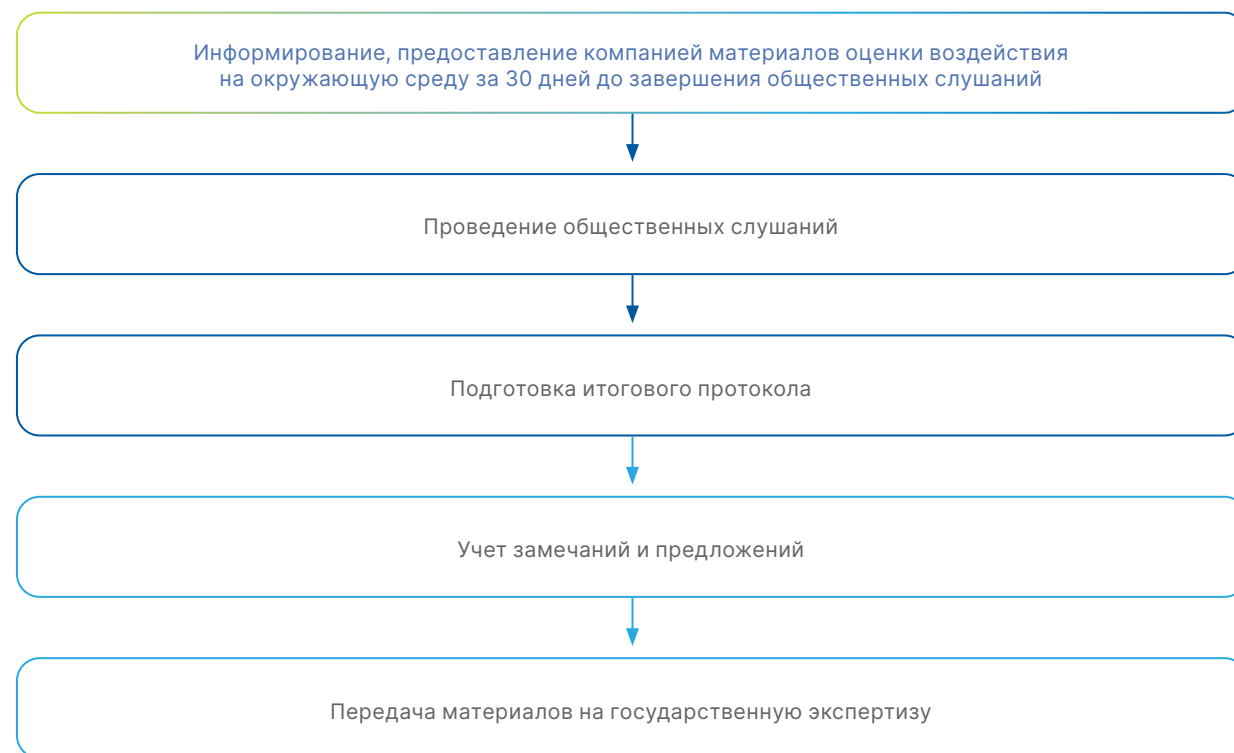 Информирование, предоставление компанией материалов оценки воздействия
на окружающую среду за 30 дней до завершения общественных слушаний
Проведение общественных слушаний
Подготовка итогового протокола
Учет замечаний и предложений
Передача материалов на государственную экспертизу